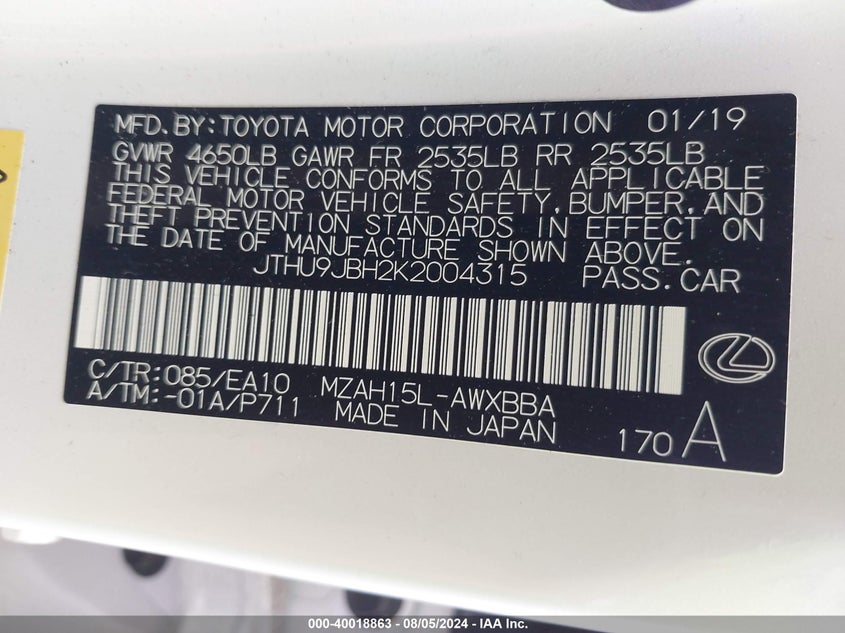 MFD. BY: TOYOTA MOTOR CORPORATION 01/19
GVWR 4650LB GAWR FR 2535LB RR 2535LB
THIS VEHICLE CONFORMS TO ALL APPLICABLE
FEDERAL MOTOR VEHICLE SAFETY, BUMPER, AND
THEFT PREVENTION STANDARDS IN EFFECT ON
THE DATE OF MANUFACTURE SHOWN ABOVE.
JTHU9JBH2K2004315 PASS.CAR
C/TR: 085/EA10 MZAH15L-AWXBBA
A/TM:-01A/P711 MADE IN JAPAN 170 A
000-40018863 - 08/05/2024 - IAA Inc.